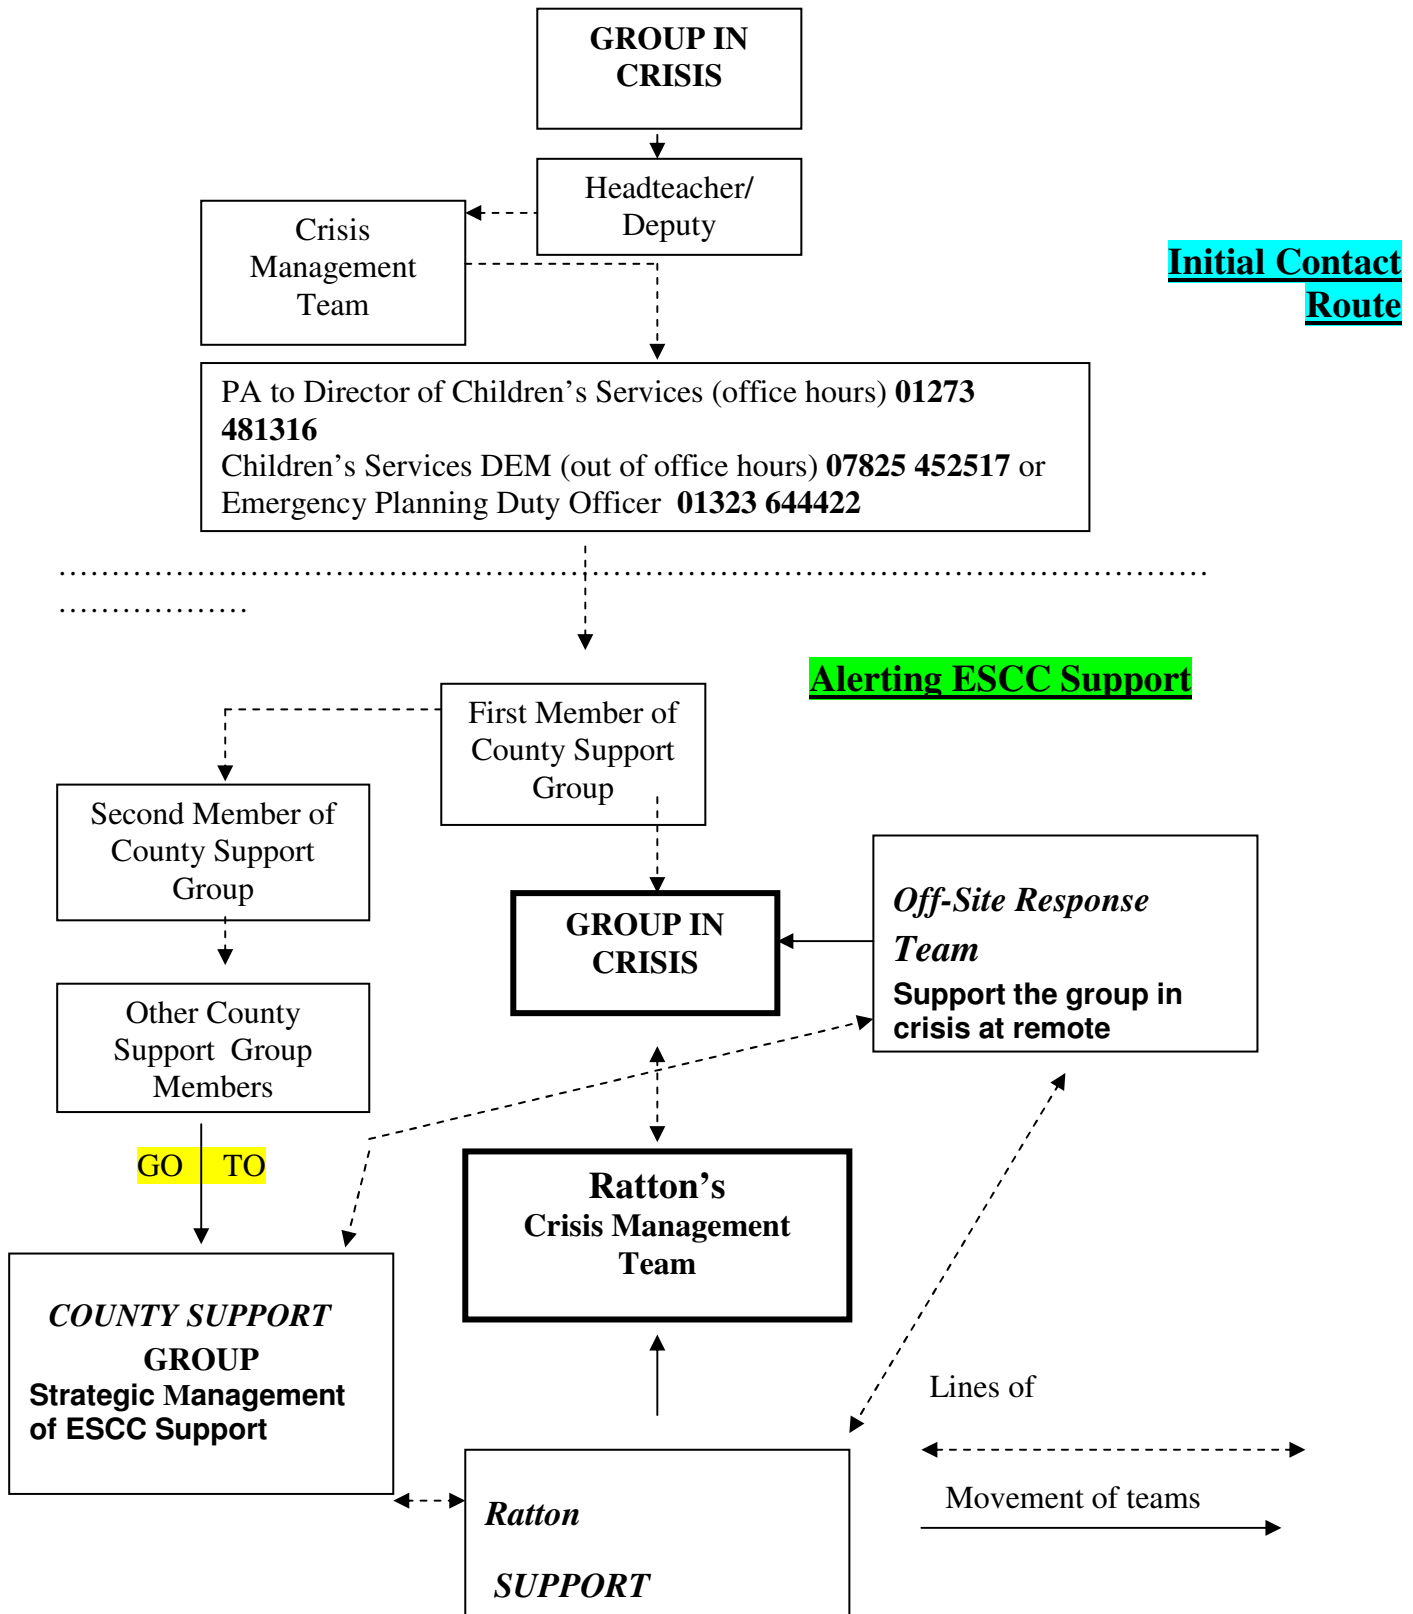 GROUP IN
CRISIS
Headteacher/
Deputy
Crisis
Management
Team
Initial Contact
Route
PA to Director of Children’s Services (office hours) 01273
481316
Children’s Services DEM (out of office hours) 07825 452517 or
Emergency Planning Duty Officer 01323 644422
Alerting ESCC Support
First Member of
County Support
Group
Second Member of
County Support
Group
Off-Site Response
Team
Support the group in
crisis at remote
GROUP IN
CRISIS
Other County
Support Group
Members
GO TO
Ratton’s
Crisis Management
Team
COUNTY SUPPORT
GROUP
Strategic Management
of ESCC Support
Lines of
Movement of teams
Ratton
SUPPORT